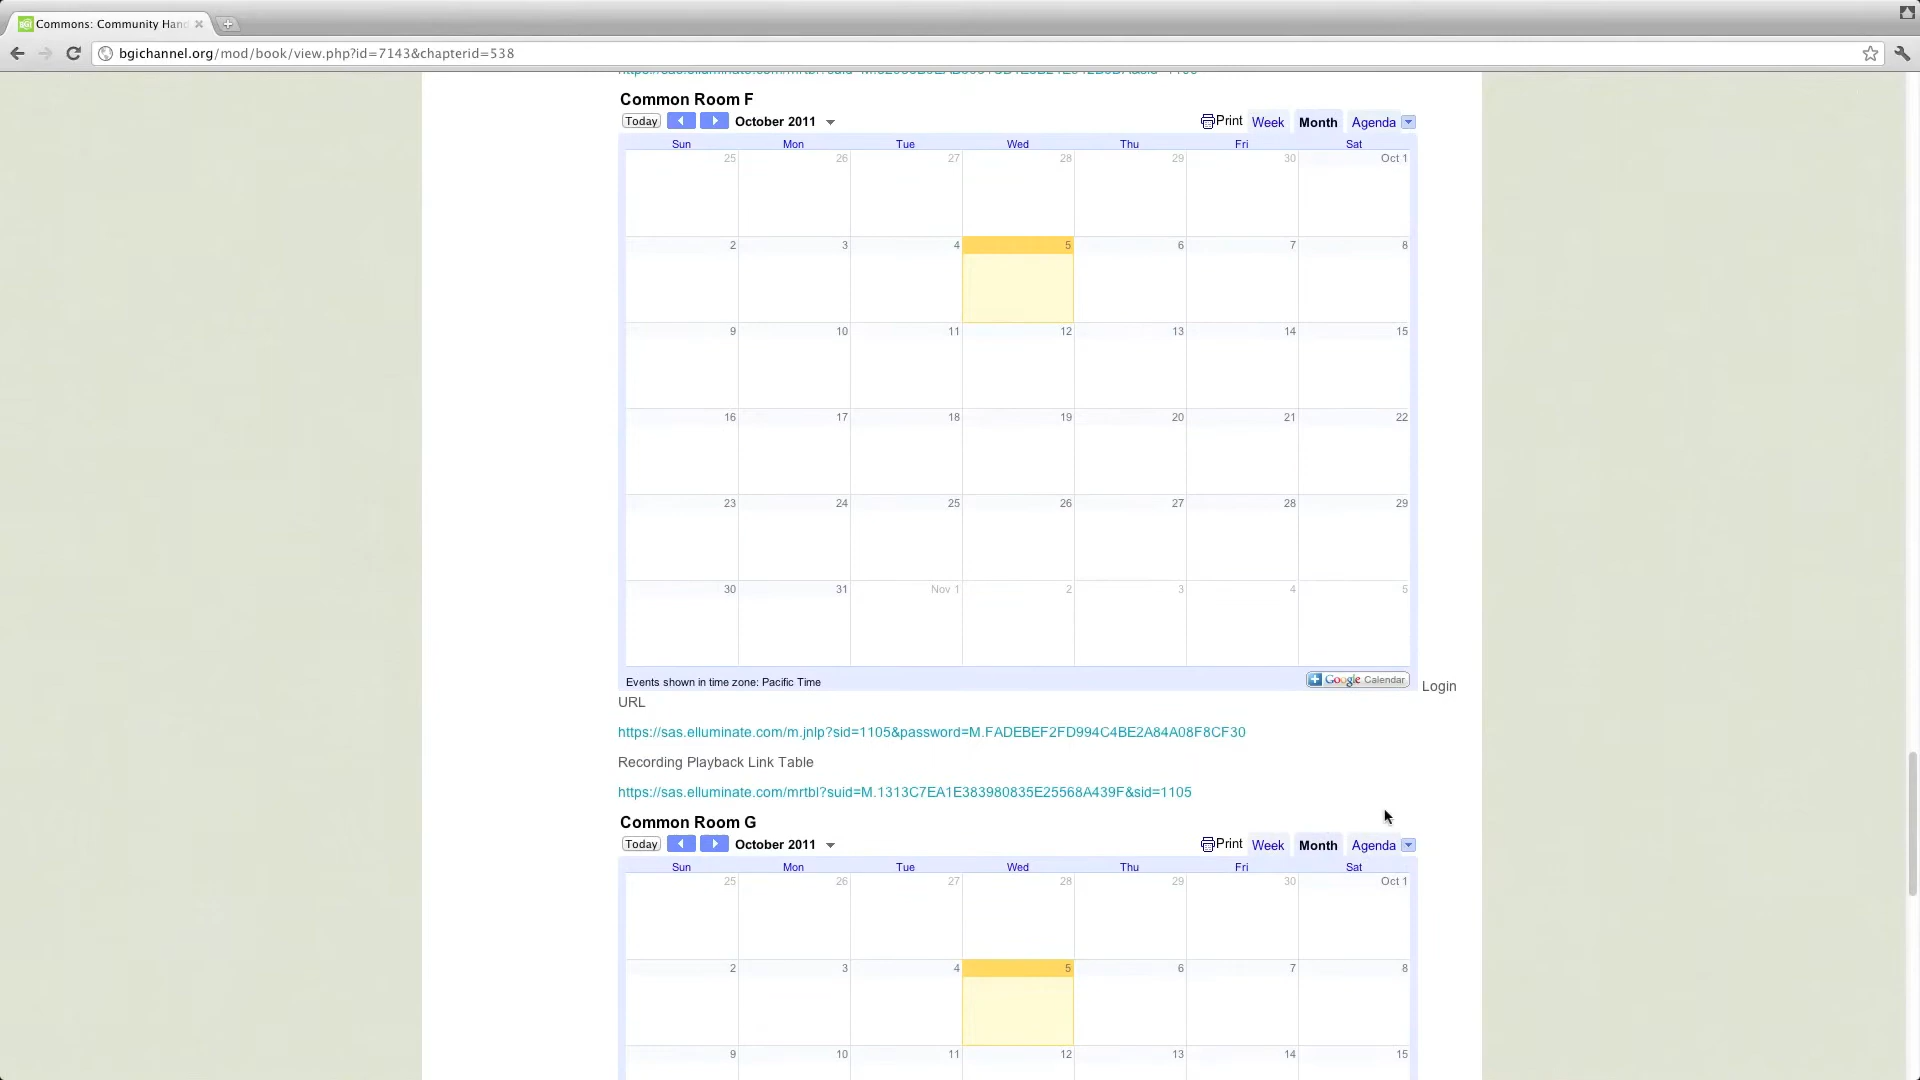 Commons: Community Han
bgichannel.org/mod/book/view.php?id=7143&chapterid=538
Common Room F
Today October 2011 Print Week Month Agenda
Sun Mon Tue Wed Thu Fri Sat
25 26 27 28 29 30 Oct 1
2 3 4 5 6 7 8
9 10 11 12 13 14 15
16 17 18 19 20 21 22
23 24 25 26 27 28 29
30 31 Nov 1 2 3 4 5
Events shown in time zone: Pacific Time Google Calendar Login
URL
https://sas.elluminate.com/m.jnlp?sid=1105&password=M.FADEBEF2FD994C4BE2A84A08F8CF30
Recording Playback Link Table
https://sas.elluminate.com/mrtbl?suid=M.1313C7EA1E383980835E25568A439F&sid=1105
Common Room G
Today October 2011 Print Week Month Agenda
Sun Mon Tue Wed Thu Fri Sat
25 26 27 28 29 30 Oct 1
2 3 4 5 6 7 8
9 10 11 12 13 14 15